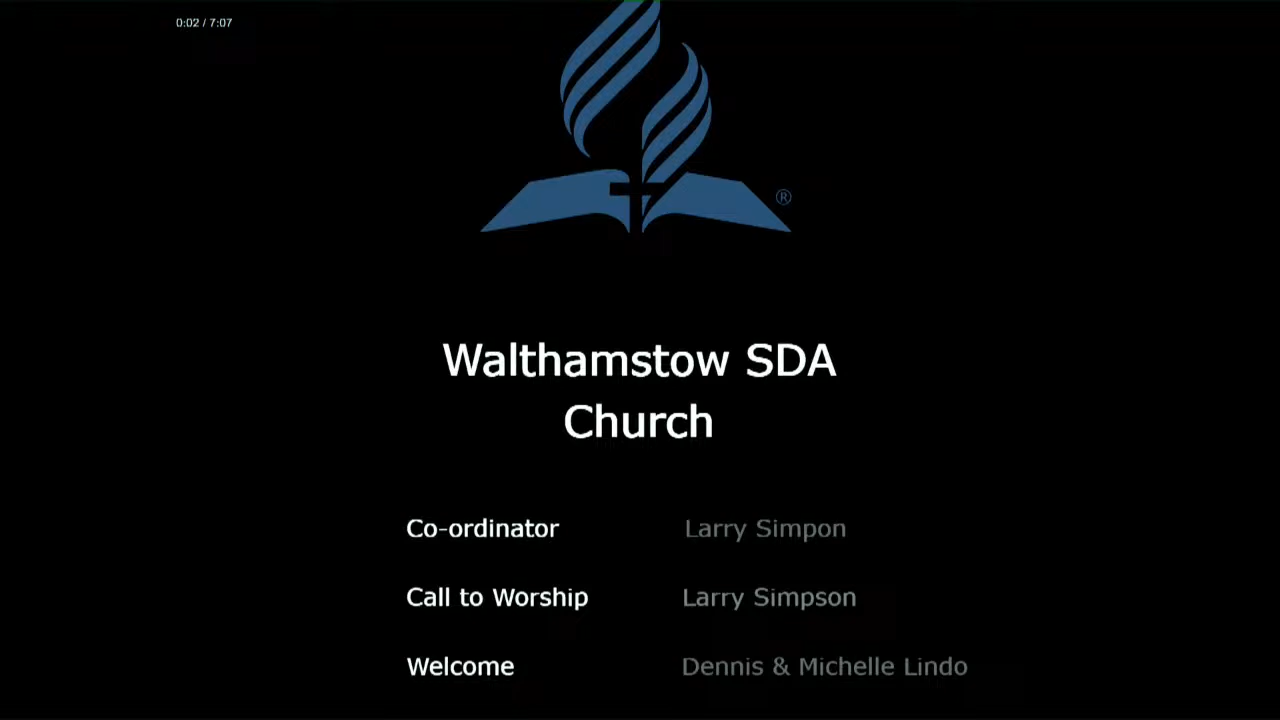 0:02 / 7:07
®
Walthamstow SDA
Church
Co-ordinator Larry Simpon
Call to Worship Larry Simpson
Welcome Dennis & Michelle Lindo